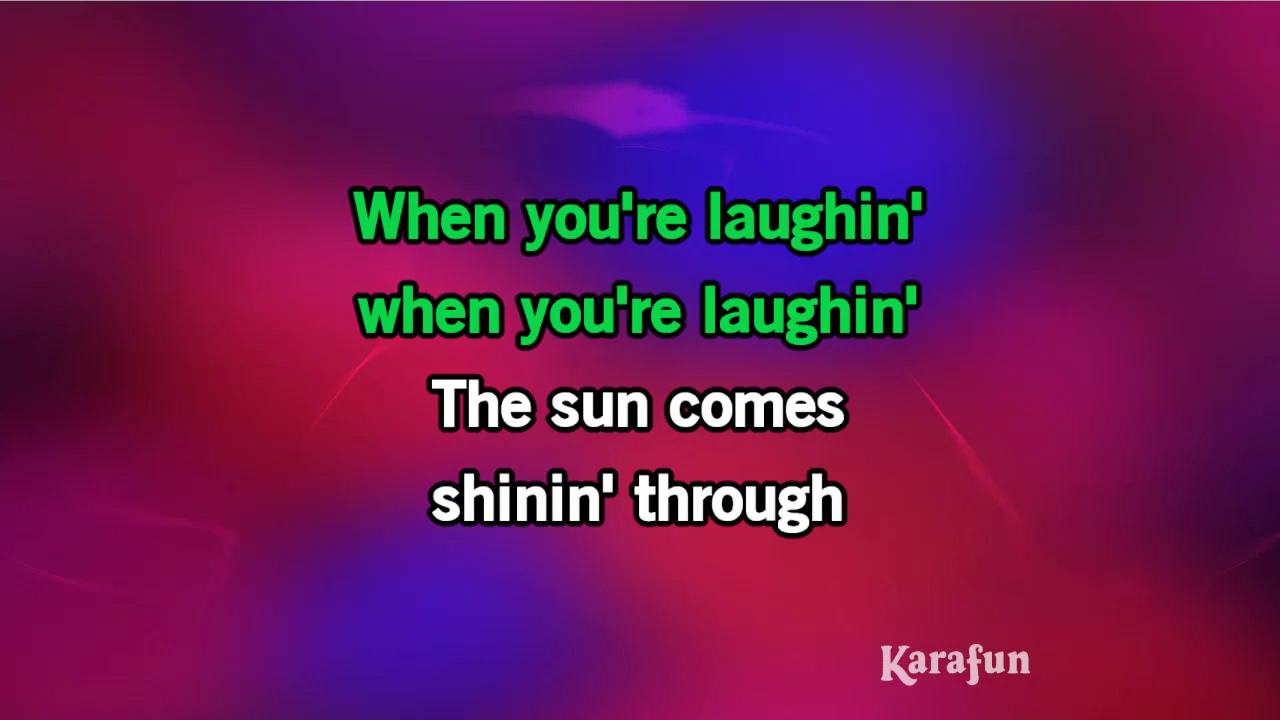 When you're laughin'
when you're laughin'
The sun comes
shinin' through
Karafun